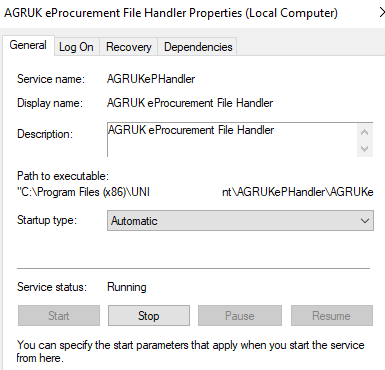 AGRUK eProcurement File Handler Properties (Local Computer)
General Log On Recovery Dependencies
Service name: AGRUKePHandler
Display name: AGRUK eProcurement File Handler
Description: AGRUK eProcurement File Handler
Path to executable:
"C:\Program Files (x86)\UNI nt\AGRUKePHandler\AGRUKe
Startup type: Automatic
Service status: Running
Start Stop Pause Resume
You can specify the start parameters that apply when you start the service
from here.